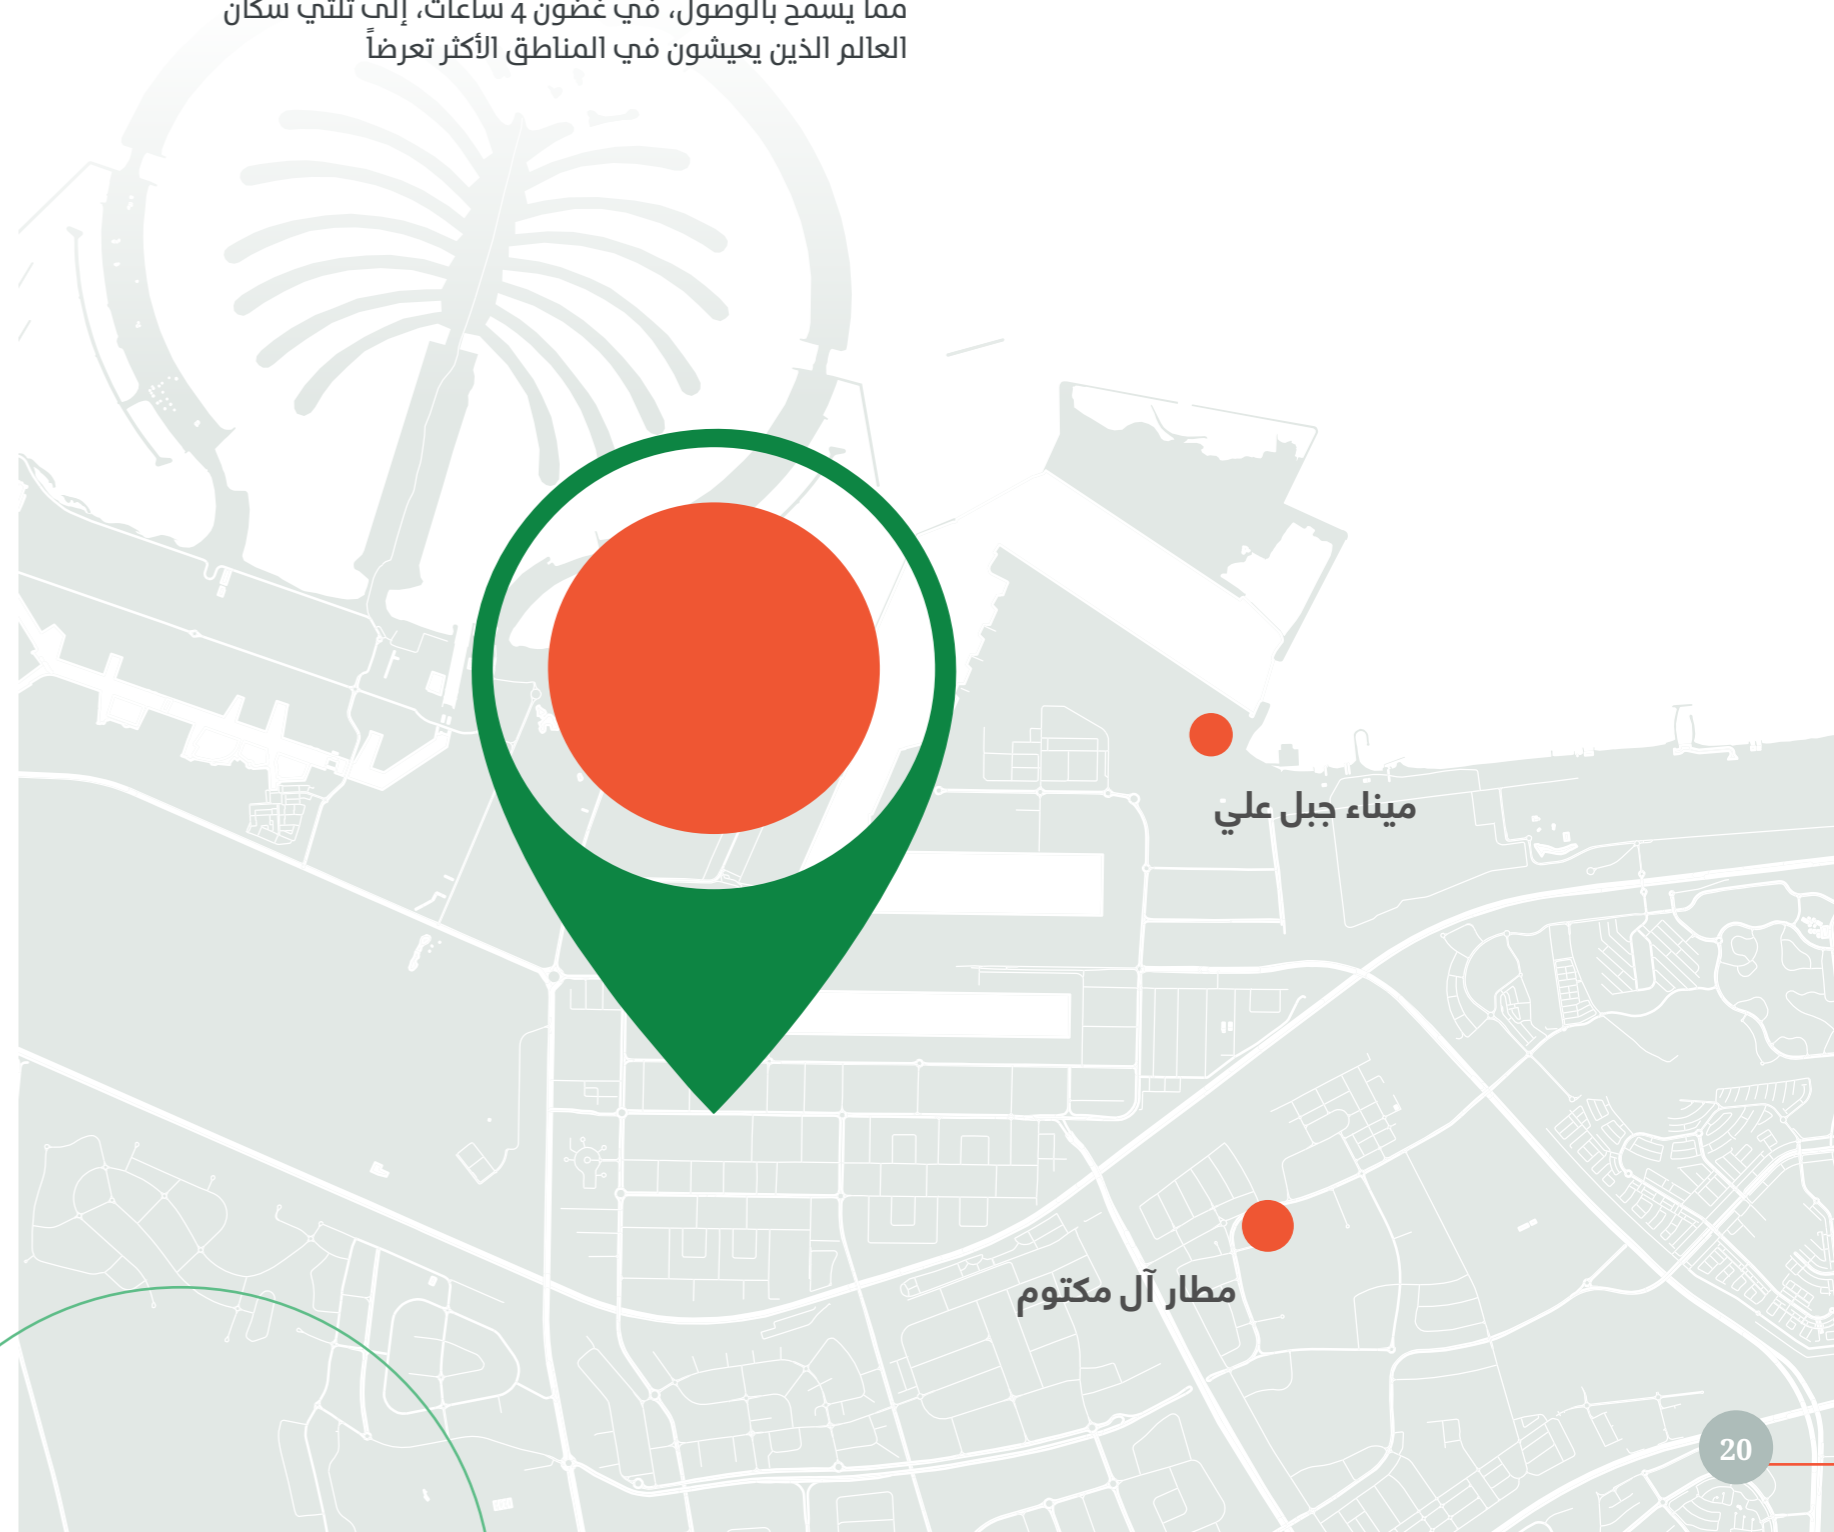 مما يسمح بالوصول، في غضون 4 ساعات، إلى ثلثي سكان
العالم الذين يعيشون في المناطق الأكثر تعرضاً
ميناء جبل علي
مطار آل مكتوم
20